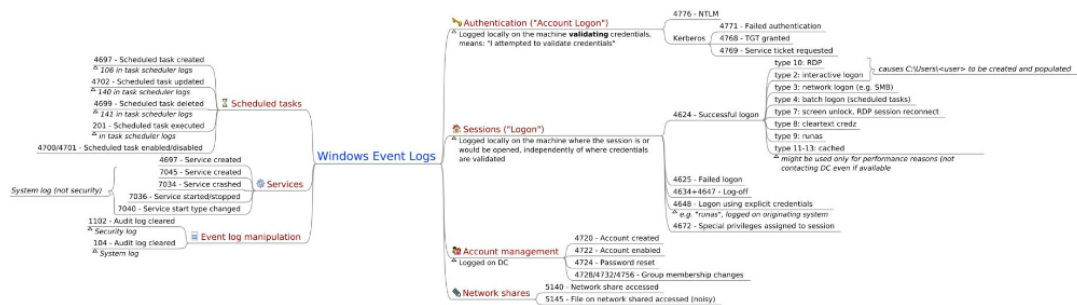 Windows Event Logs
Authentication ("Account Logon")
Logged locally on the machine validating credentials,
means: "I attempted to validate credentials"
4776 - NTLM
Kerberos
4771 - Failed authentication
4768 - TGT granted
4769 - Service ticket requested
Sessions ("Logon")
Logged locally on the machine where the session is or
would be opened, independently of where credentials
are validated
4624 - Successful logon
type 10: RDP
type 2: interactive logon
causes C:\Users\<user> to be created and populated
type 3: network logon (e.g. SMB)
type 4: batch logon (scheduled tasks)
type 7: screen unlock, RDP session reconnect
type 8: cleartext credz
type 9: runas
type 11-13: cached
might be used only for performance reasons (not
contacting DC even if available
4625 - Failed logon
4634+4647 - Log-off
4648 - Logon using explicit credentials
e.g. "runas", logged on originating system
4672 - Special privileges assigned to session
Account management
Logged on DC
4720 - Account created
4722 - Account enabled
4724 - Password reset
4728/4732/4756 - Group membership changes
Network shares
5140 - Network share accessed
5145 - File on network shared accessed (noisy)
Scheduled tasks
4697 - Scheduled task created
106 in task scheduler logs
4702 - Scheduled task updated
140 in task scheduler logs
4699 - Scheduled task deleted
141 in task scheduler logs
201 - Scheduled task executed
in task scheduler logs
4700/4701 - Scheduled task enabled/disabled
Services
4697 - Service created
7045 - Service created
7034 - Service crashed
7036 - Service started/stopped
7040 - Service start type changed
System log (not security)
Event log manipulation
1102 - Audit log cleared
Security log
104 - Audit log cleared
System log